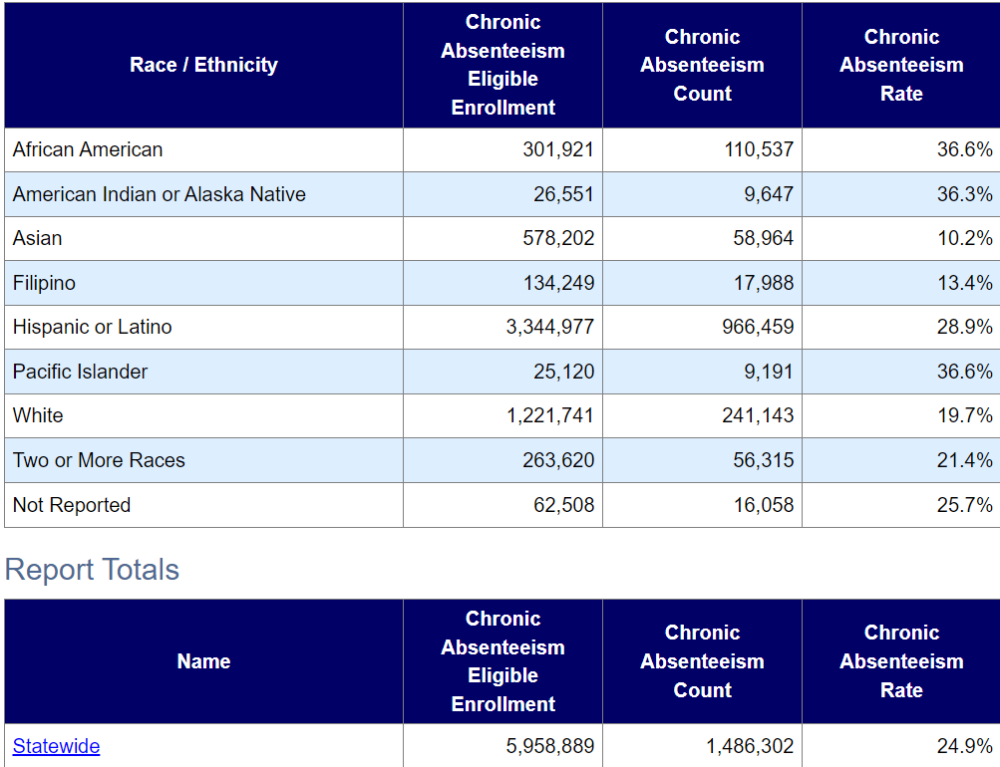 Race / Ethnicity Chronic Absenteeism Eligible Enrollment Chronic Absenteeism Count Chronic Absenteeism Rate
African American 301,921 110,537 36.6%
American Indian or Alaska Native 26,551 9,647 36.3%
Asian 578,202 58,964 10.2%
Filipino 134,249 17,988 13.4%
Hispanic or Latino 3,344,977 966,459 28.9%
Pacific Islander 25,120 9,191 36.6%
White 1,221,741 241,143 19.7%
Two or More Races 263,620 56,315 21.4%
Not Reported 62,508 16,058 25.7%
Report Totals
Name Chronic Absenteeism Eligible Enrollment Chronic Absenteeism Count Chronic Absenteeism Rate
Statewide 5,958,889 1,486,302 24.9%